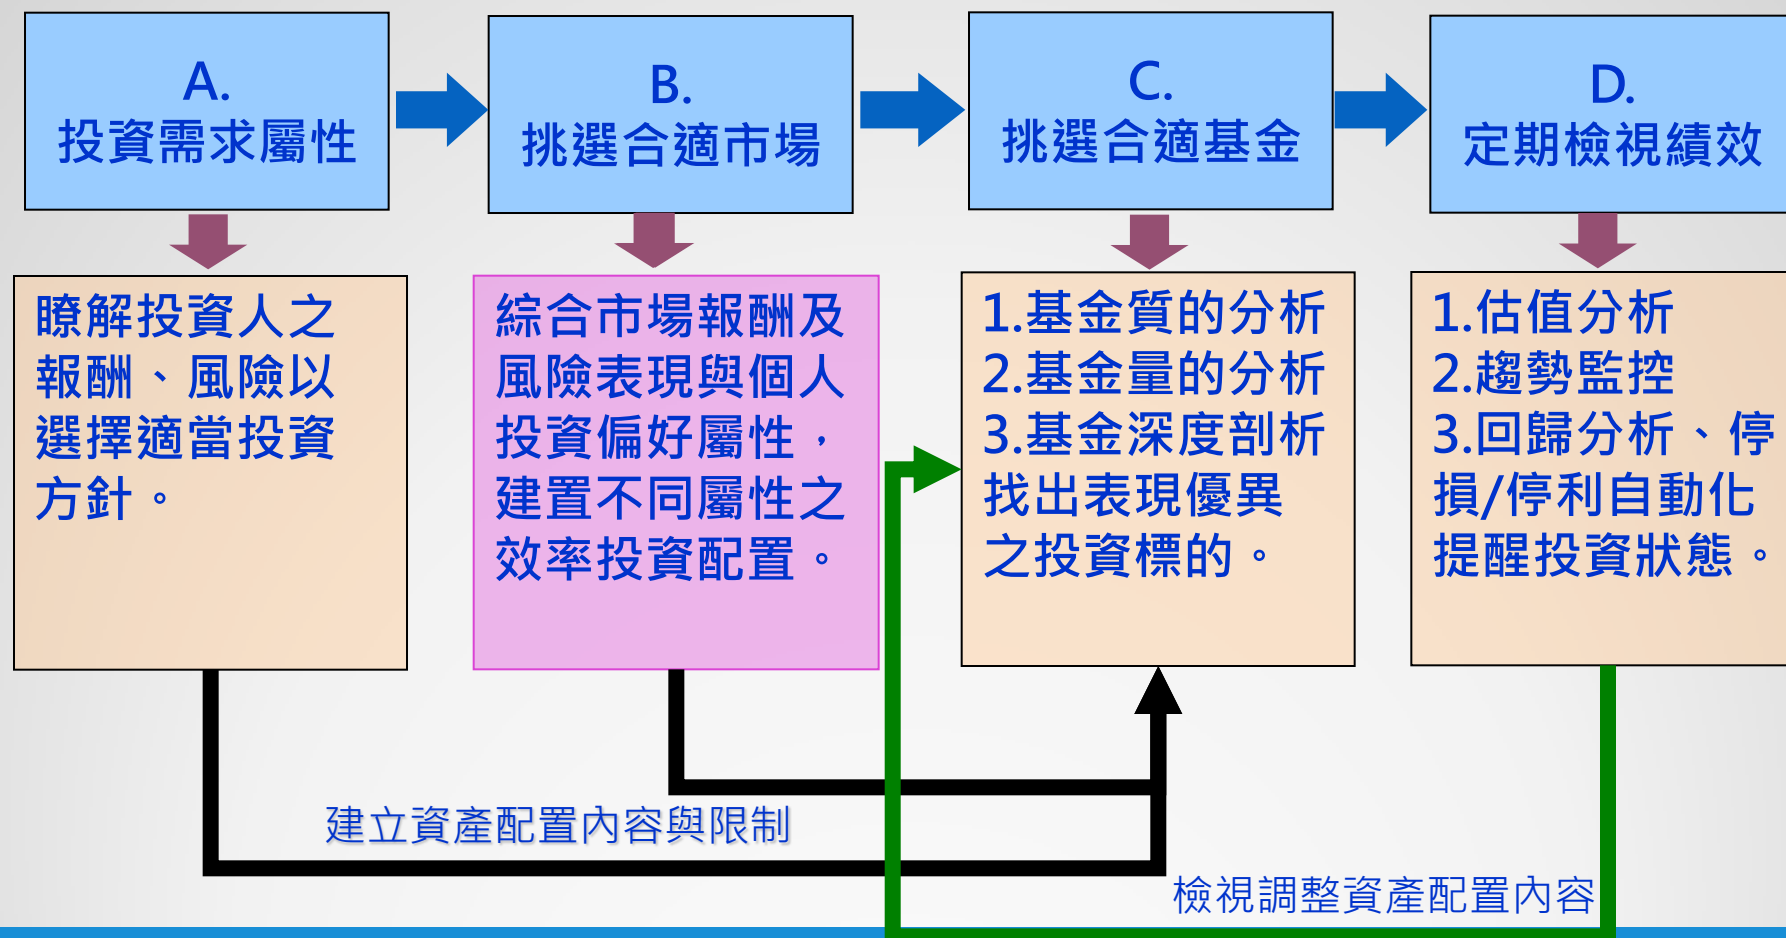 A.
投資需求屬性
B.
挑選合適市場
C.
挑選合適基金
D.
定期檢視績效
瞭解投資人之
報酬、風險以
選擇適當投資
方針。
綜合市場報酬及
風險表現與個人
投資偏好屬性，
建置不同屬性之
效率投資配置。
1.基金質的分析
2.基金量的分析
3.基金深度剖析
找出表現優異
之投資標的。
1.估值分析
2.趨勢監控
3.回歸分析、停
損/停利自動化
提醒投資狀態。
建立資產配置內容與限制
檢視調整資產配置內容